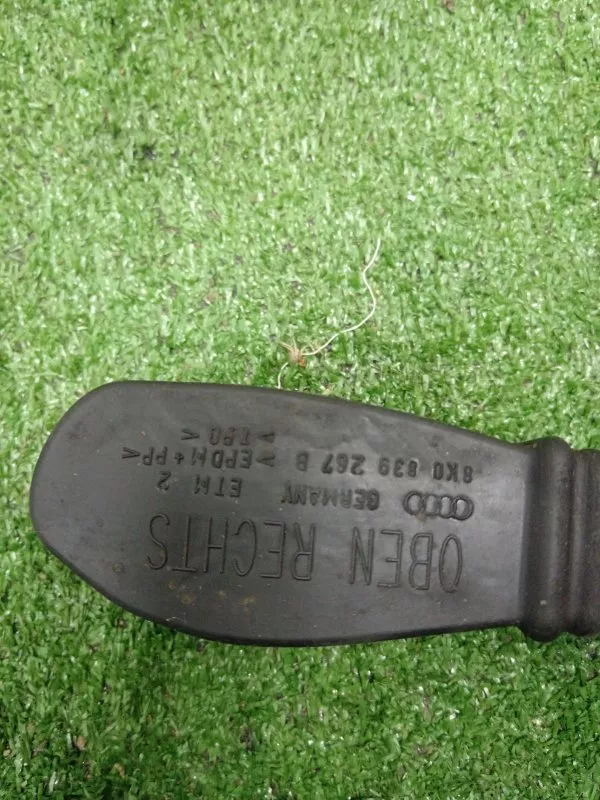 OBEN RECHTS
GERMANY ETM 2
8K0 839 267 B >EPDM+PP<
>TPO<